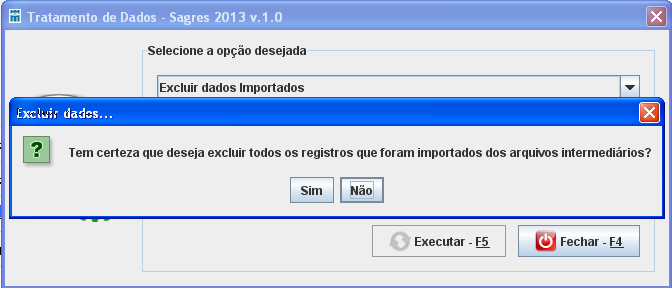 Tratamento de Dados - Sagres 2013 v.1.0
Selecione a opção desejada
Excluir dados Importados
Excluir dados...
Tem certeza que deseja excluir todos os registros que foram importados dos arquivos intermediários?
Sim Não
Executar - F5 Fechar - F4